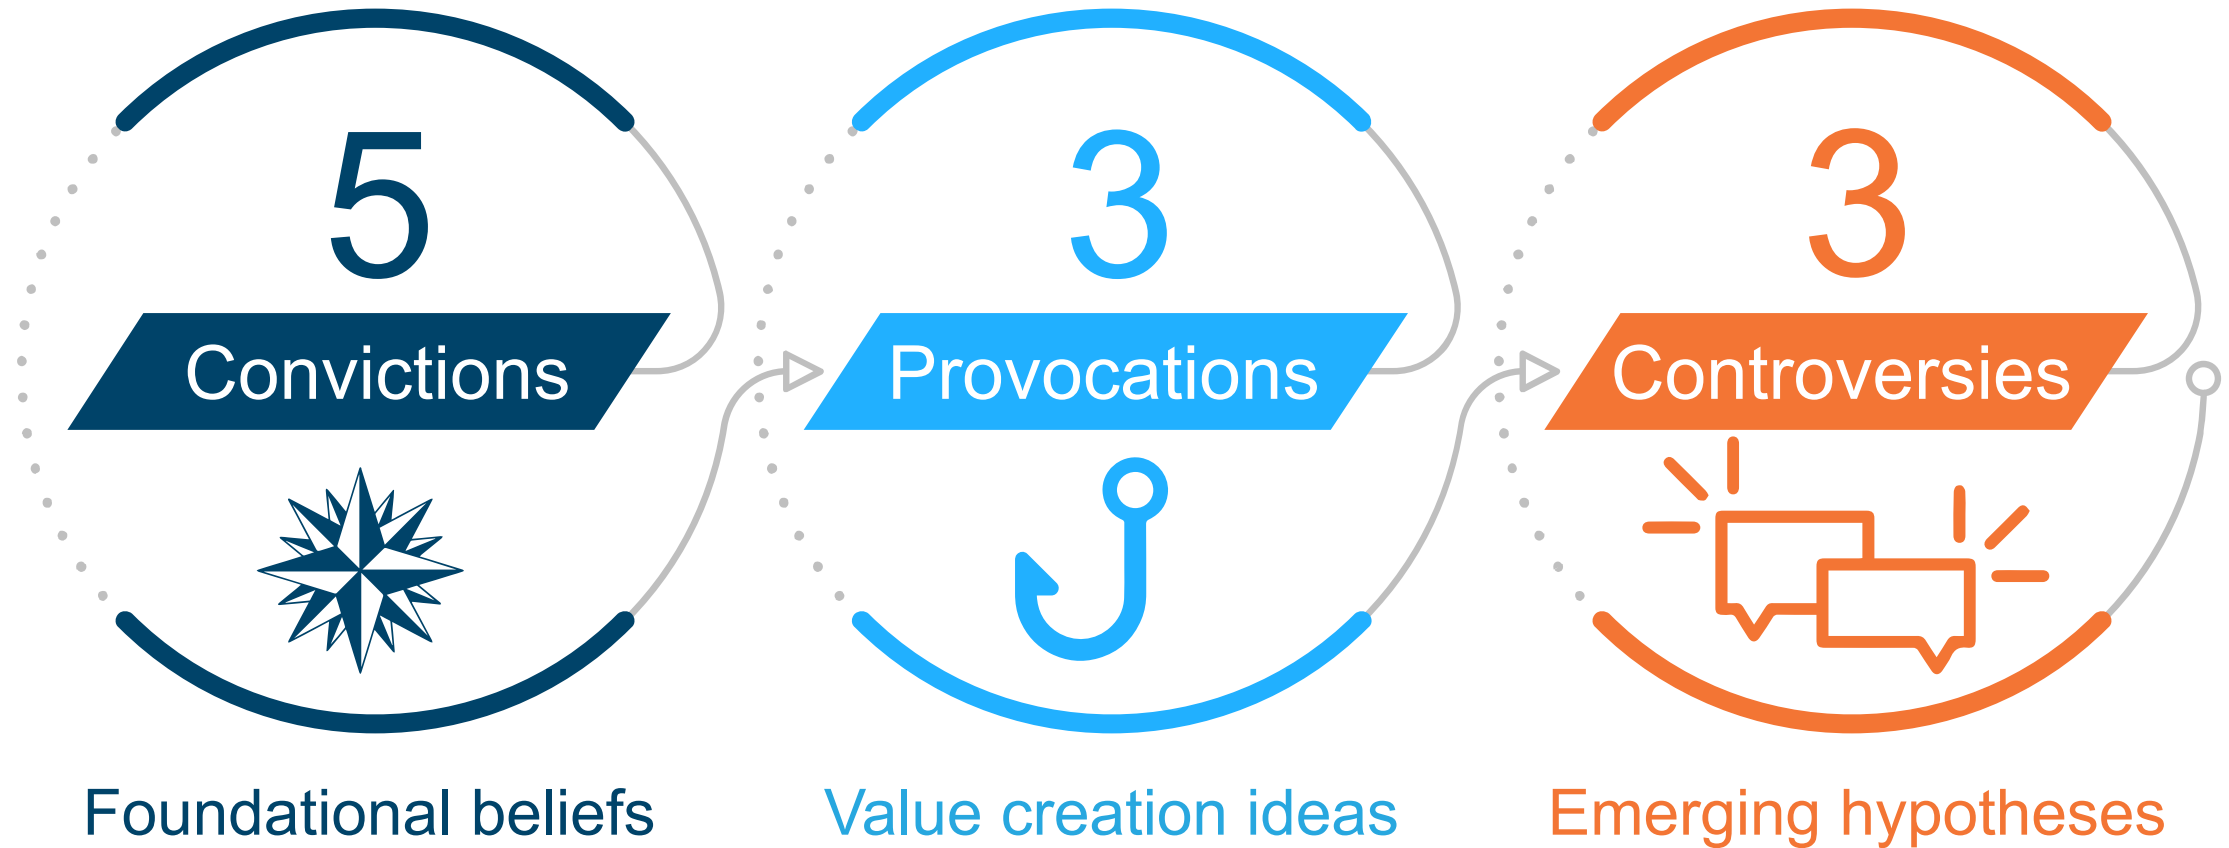 5
Convictions
Foundational beliefs
3
Provocations
Value creation ideas
3
Controversies
Emerging hypotheses